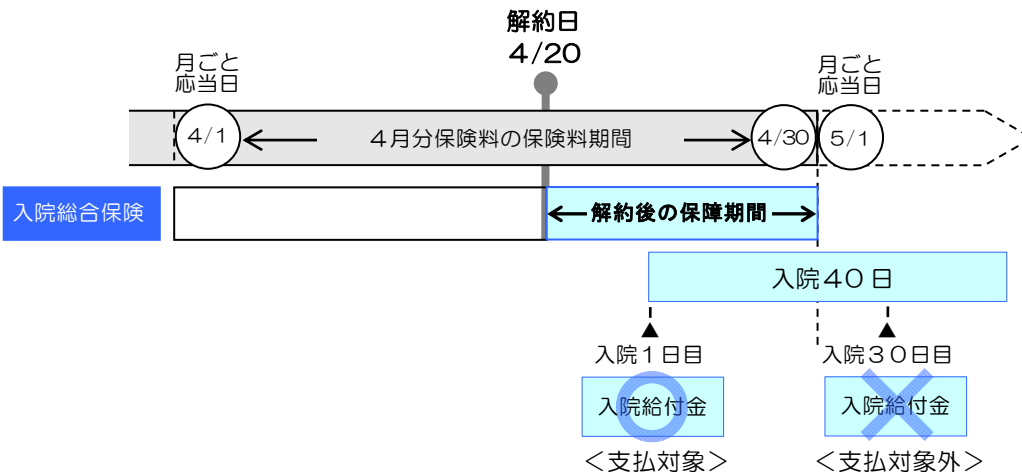 解約日
4/20
月ごと
応当日
月ごと
応当日
4/1
４月分保険料の保険料期間
4/30
5/1
入院総合保険
解約後の保障期間
入院４０日
入院１日目
入院３０日目
入院給付金
入院給付金
＜支払対象＞
＜支払対象外＞